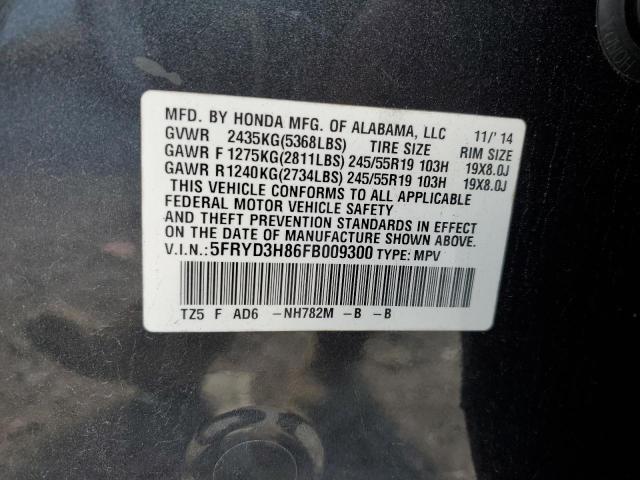 MFD. BY HONDA MFG. OF ALABAMA, LLC 11/'14
GVWR 2435KG(5368LBS) TIRE SIZE RIM SIZE
GAWR F 1275KG(2811LBS) 245/55R19 103H 19X8.0J
GAWR R1240KG(2734LBS) 245/55R19 103H 19X8.0J
THIS VEHICLE CONFORMS TO ALL APPLICABLE
FEDERAL MOTOR VEHICLE SAFETY
AND THEFT PREVENTION STANDARDS IN EFFECT
ON THE DATE OF MANUFACTURE SHOWN ABOVE.
V.I.N.:5FRYD3H86FB009300 TYPE: MPV
TZ5 F AD6 -NH782M -B -B